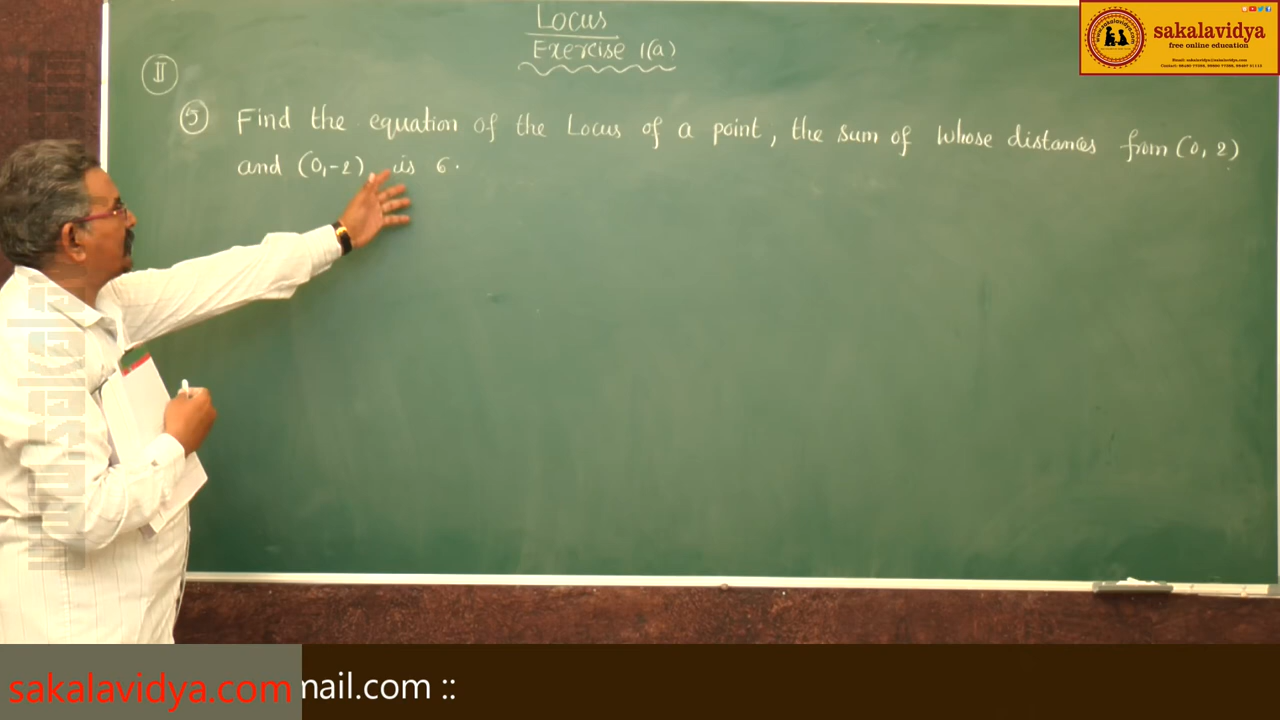 Locus
Exercise 1(a)
II
5 Find the equation of the Locus of a point, the sum of whose distances from (0, 2)
and (0,-2), is 6.
sakalavidya
free online education
sakalavidya.com mail.com ::